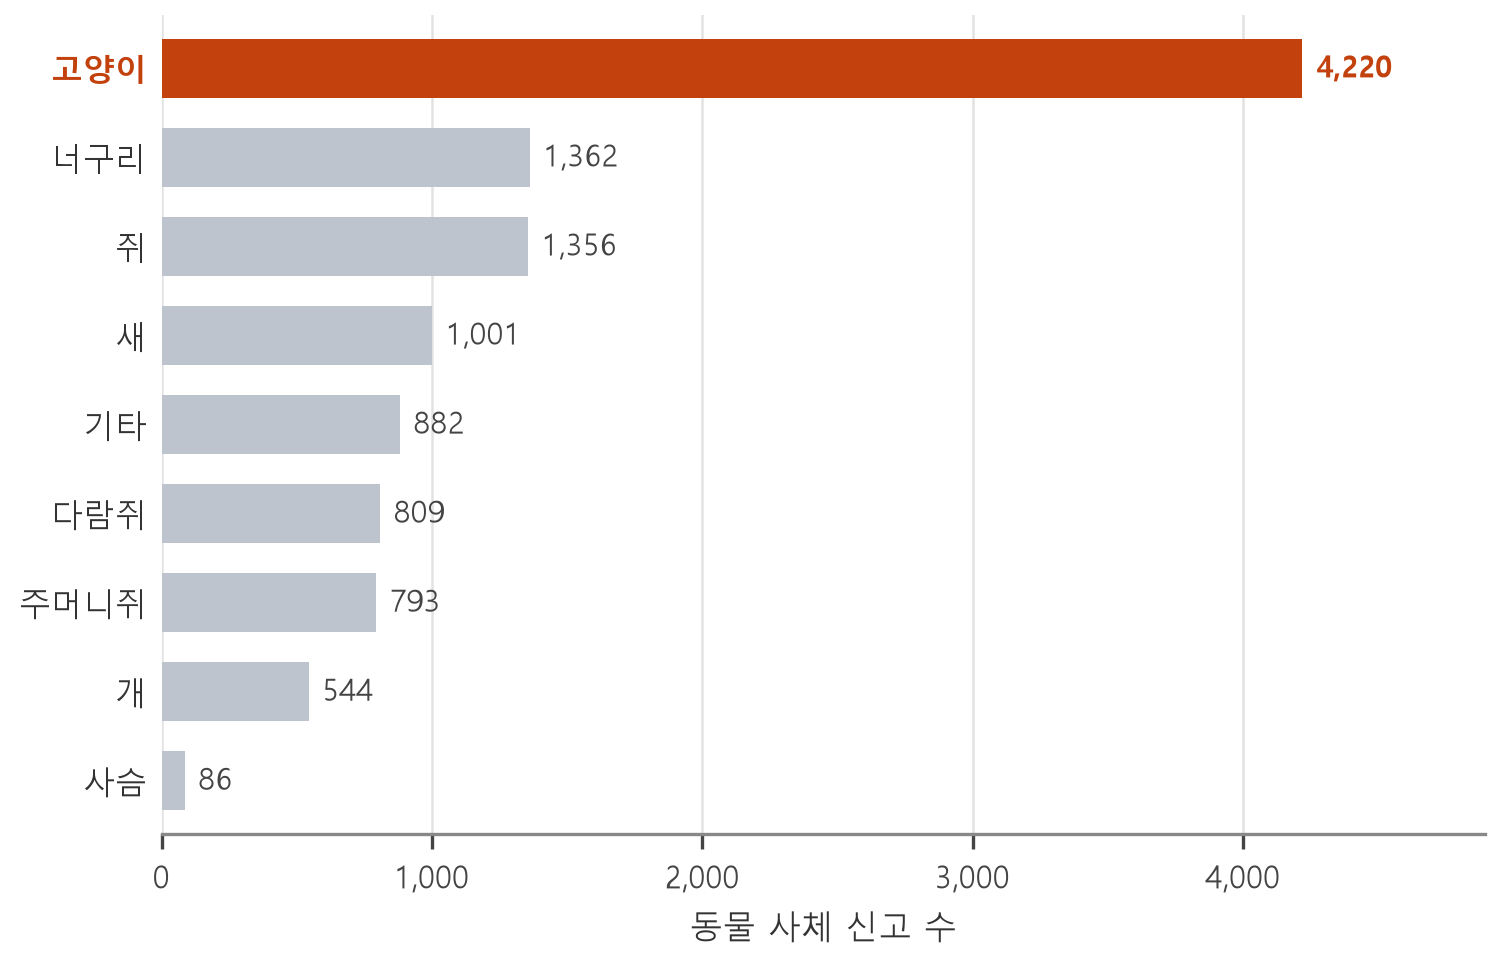 고양이 4,220
너구리 1,362
쥐 1,356
새 1,001
기타 882
다람쥐 809
주머니쥐 793
개 544
사슴 86
0 1,000 2,000 3,000 4,000
동물 사체 신고 수